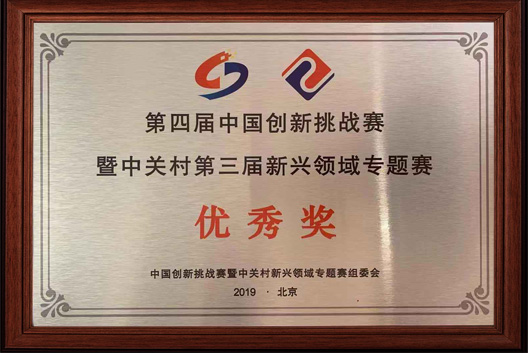 第四届中国创新挑战赛
暨中关村第三届新兴领域专题赛
优秀奖
中国创新挑战赛暨中关村新兴领域专题赛组委会
2019 · 北京